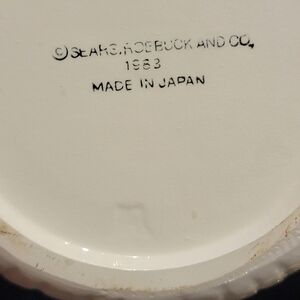 © SEARS, ROEBUCK AND CO.
1983
MADE IN JAPAN